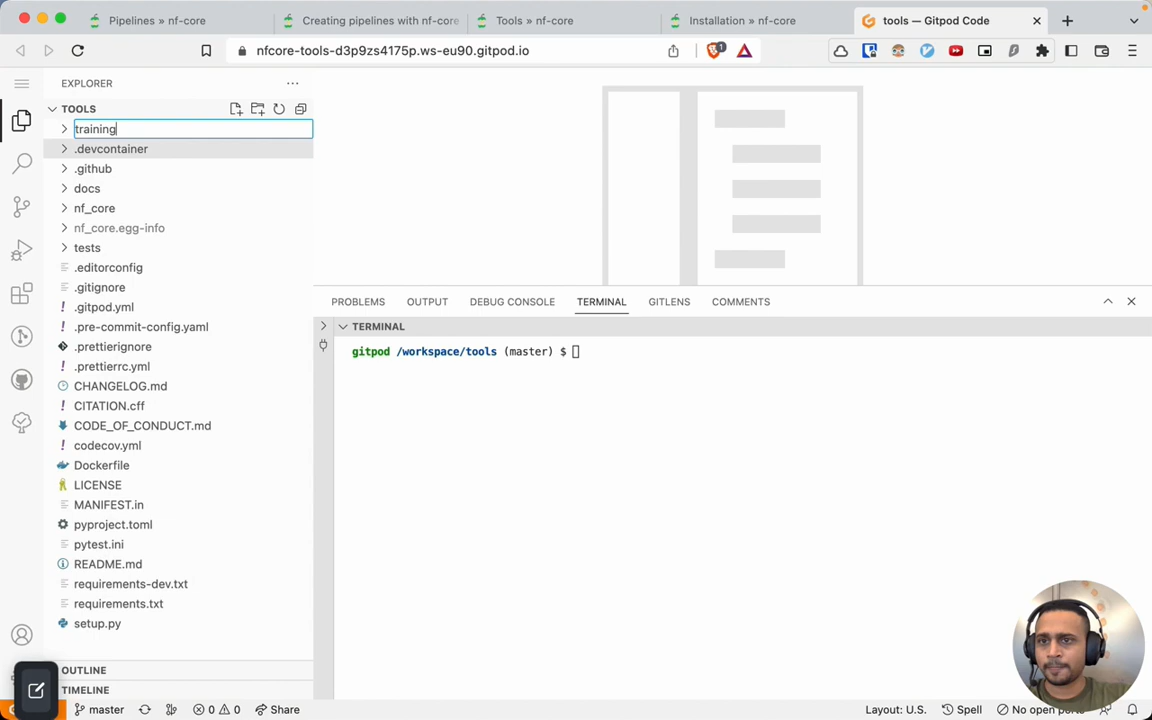 Pipelines » nf-core
Creating pipelines with nf-core
Tools » nf-core
Installation » nf-core
tools — Gitpod Code
nfcore-tools-d3p9zs4175p.ws-eu90.gitpod.io
1
EXPLORER
TOOLS
training
.devcontainer
.github
docs
nf_core
nf_core.egg-info
tests
.editorconfig
.gitignore
.gitpod.yml
.pre-commit-config.yaml
.prettierignore
.prettierrc.yml
CHANGELOG.md
CITATION.cff
CODE_OF_CONDUCT.md
codecov.yml
Dockerfile
LICENSE
MANIFEST.in
pyproject.toml
pytest.ini
README.md
requirements-dev.txt
requirements.txt
setup.py
OUTLINE
TIMELINE
PROBLEMS OUTPUT DEBUG CONSOLE TERMINAL GITLENS COMMENTS
TERMINAL
gitpod /workspace/tools (master) $
master 0 0 Share Layout: U.S. Spell No open ports